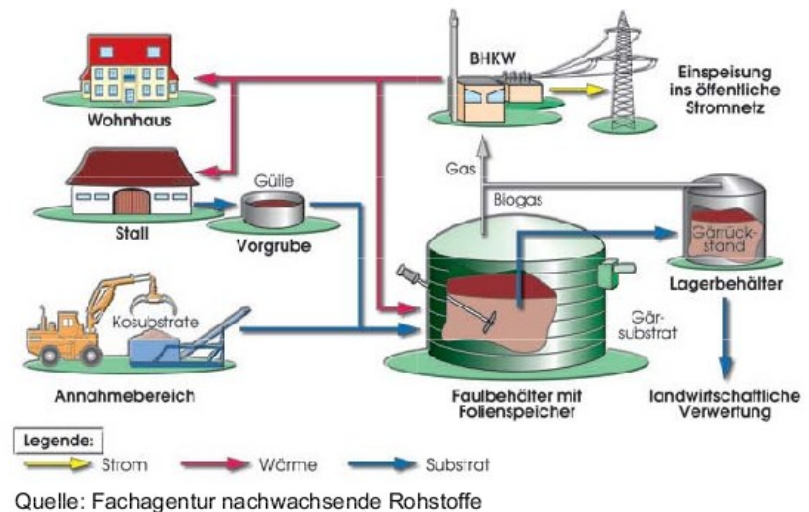 BHKW
Einspeisung
ins öffentliche
Stromnetz
Wohnhaus
Gas
Biogas
Gülle
Stall
Vorgrube
Gärrück-
stand
Lagerbehälter
Kosubstrate
Gär-
substrat
Annahmebereich
Faulbehälter mit
Folienspeicher
landwirtschaftliche
Verwertung
Legende:
Strom
Wärme
Substrat
Quelle: Fachagentur nachwachsende Rohstoffe